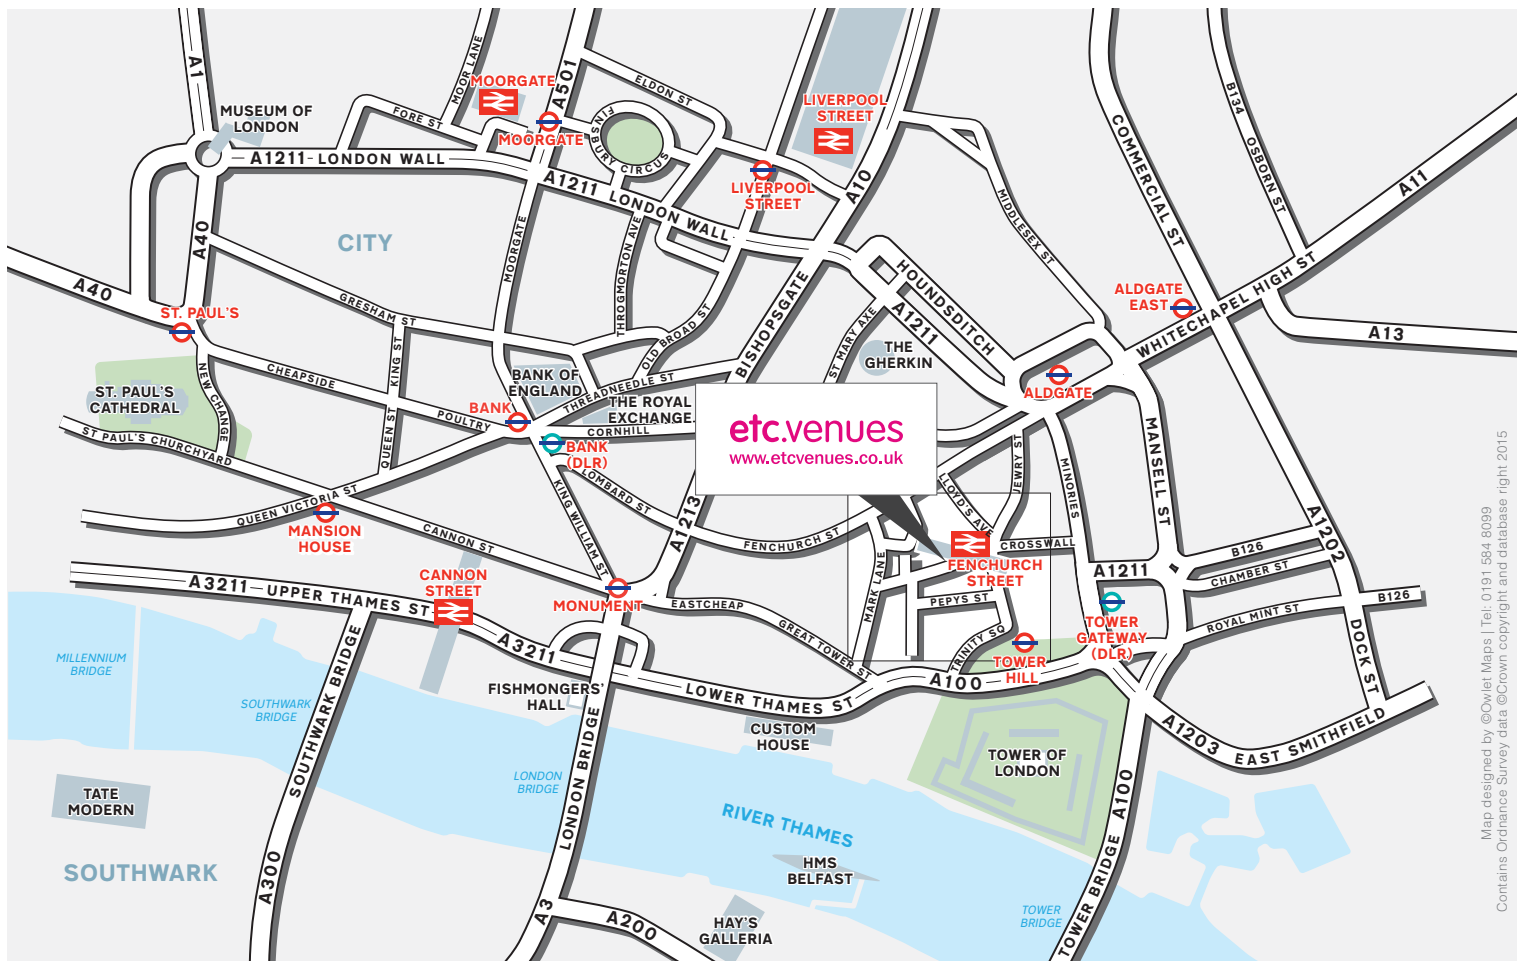 A1
MUSEUM OF
LONDON
MOOR LANE
MOORGATE
A501
FORE ST
MOORGATE
ELDON ST
FINSBURY CIRCUS
LIVERPOOL
STREET
LIVERPOOL
STREET
A10
B134
OSBORN ST
COMMERCIAL ST
A11
A1211 LONDON WALL
A1211 LONDON WALL
MIDDLESEX ST
A40
CITY
MOORGATE
THROGMORTON AVE
A40
ST. PAUL'S
GRESHAM ST
OLD BROAD ST
BISHOPSGATE
HOUNDSDITCH
A1211
ST MARY AXE
THE
GHERKIN
ALDGATE
EAST
WHITECHAPEL HIGH ST
A13
ALDGATE
ST. PAUL'S
CATHEDRAL
NEW CHANGE
CHEAPSIDE
KING ST
POULTRY
QUEEN ST
BANK
BANK OF
ENGLAND
THREADNEEDLE ST
THE ROYAL
EXCHANGE
CORNHILL
BANK
(DLR)
etc.venues
www.etcvenues.co.uk
ST PAUL'S CHURCHYARD
QUEEN VICTORIA ST
MANSION
HOUSE
CANNON ST
KING WILLIAM ST
LOMBARD ST
A1213
FENCHURCH ST
LLOYD'S AVE
JEWRY ST
MINORIES
MANSELL ST
CROSSWALL
FENCHURCH
STREET
MARK LANE
PEPYS ST
TRINITY SQ
A1211
B126
CHAMBER ST
A1202
ROYAL MINT ST
B126
DOCK ST
TOWER
GATEWAY
(DLR)
TOWER
HILL
A3211 UPPER THAMES ST
CANNON
STREET
MONUMENT
EASTCHEAP
GREAT TOWER ST
A3211
LOWER THAMES ST
A100
A1203
EAST SMITHFIELD
FISHMONGERS'
HALL
CUSTOM
HOUSE
TOWER OF
LONDON
MILLENNIUM
BRIDGE
SOUTHWARK
BRIDGE
SOUTHWARK BRIDGE
A300
LONDON
BRIDGE
LONDON BRIDGE
A3
A200
RIVER THAMES
HMS
BELFAST
HAY'S
GALLERIA
TOWER
BRIDGE
TOWER BRIDGE
A100
TATE
MODERN
SOUTHWARK
Map designed by ©Owlet Maps | Tel: 0191 584 8099
Contains Ordnance Survey data ©Crown copyright and database right 2015